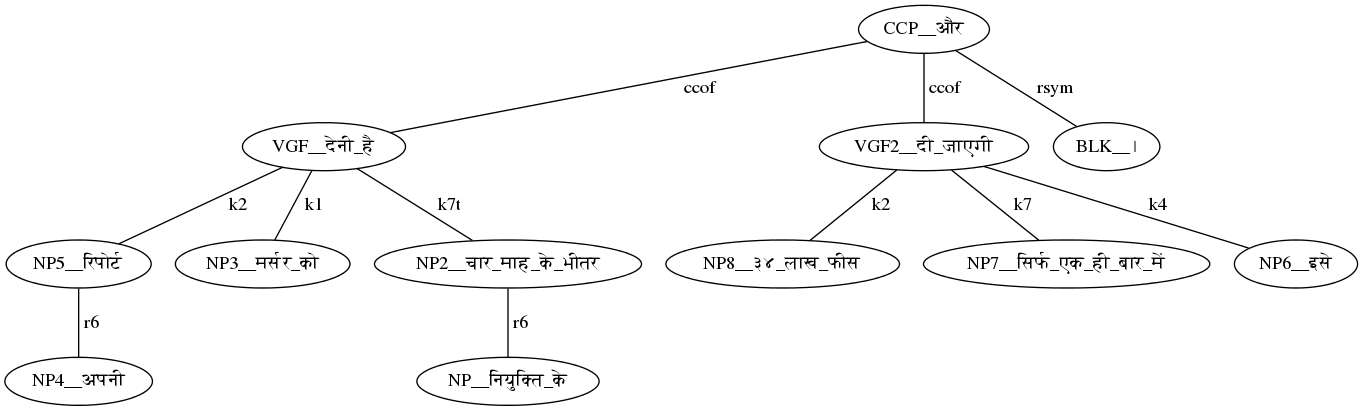 CCP__और
ccof ccof rsym
VGF__देनी_है VGF2__दी_जाएगी BLK__।
k2 k1 k7t k2 k7 k4
NP5__रिपोर्ट NP3__मर्सर_को NP2__चार_माह_के_भीतर NP8__३४_लाख_फीस NP7__सिर्फ_एक_ही_बार_में NP6__इसे
r6 r6
NP4__अपनी NP__नियुक्ति_के